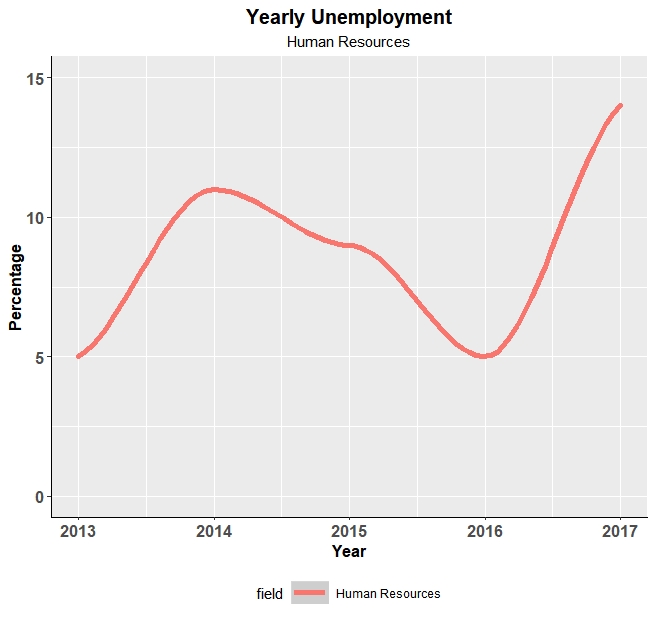 Yearly Unemployment
Human Resources
15
10
5
0
Percentage
2013 2014 2015 2016 2017
Year
field Human Resources